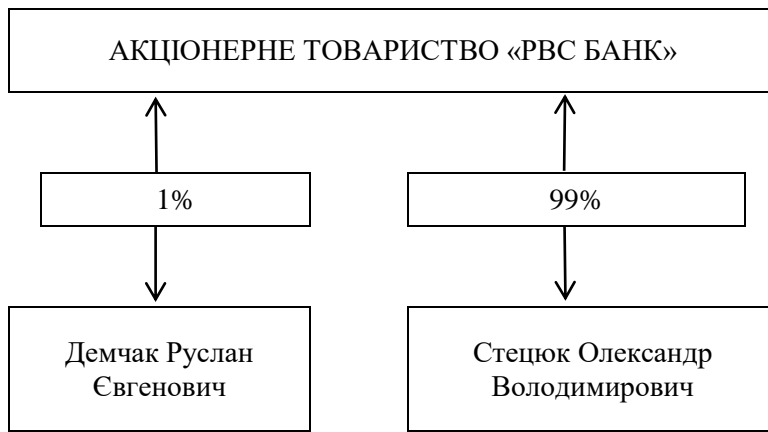 АКЦІОНЕРНЕ ТОВАРИСТВО «РВС БАНК»
1%
99%
Демчак Руслан
Євгенович
Стецюк Олександр
Володимирович